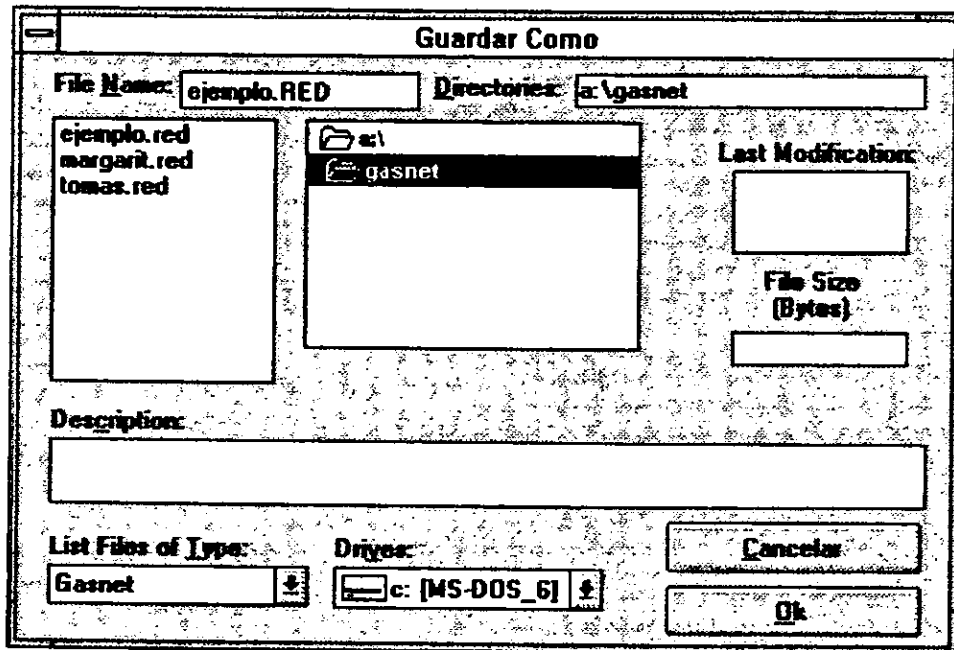 Guardar Como
File Name: ejemplo.RED Directories: a:\gasnet
ejemplo.red
margarit.red
tomas.red
a:\
gasnet
Last Modification:
File Size
(Bytes)
Description:
List Files of Type:
Gasnet
Drives:
c: [MS-DOS_6]
Cancelar
Ok